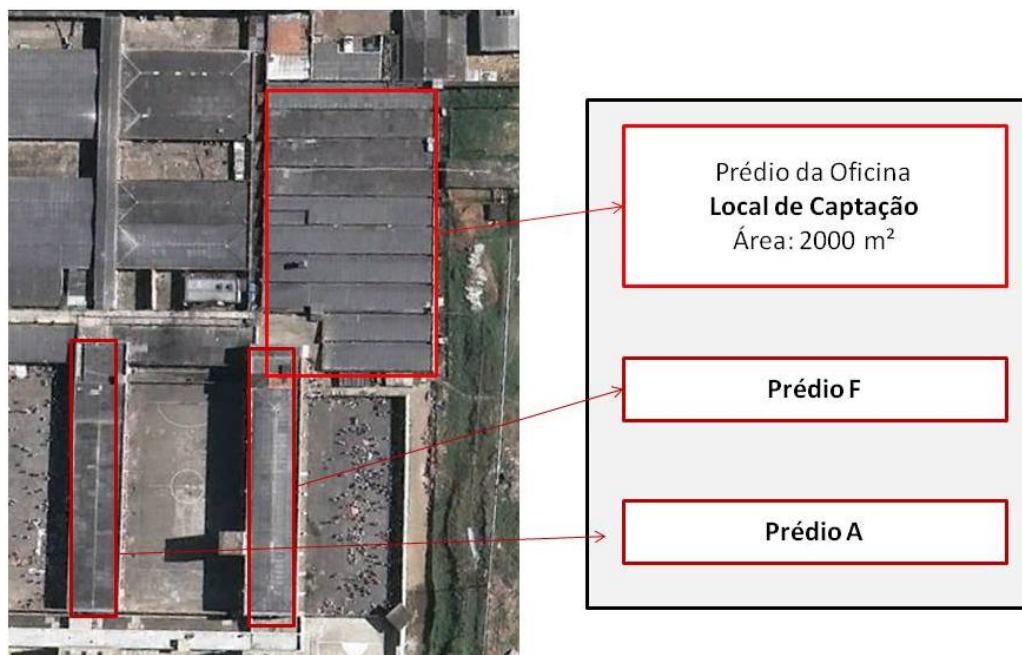 Prédio da Oficina
Local de Captação
Área: 2000 m²
Prédio F
Prédio A